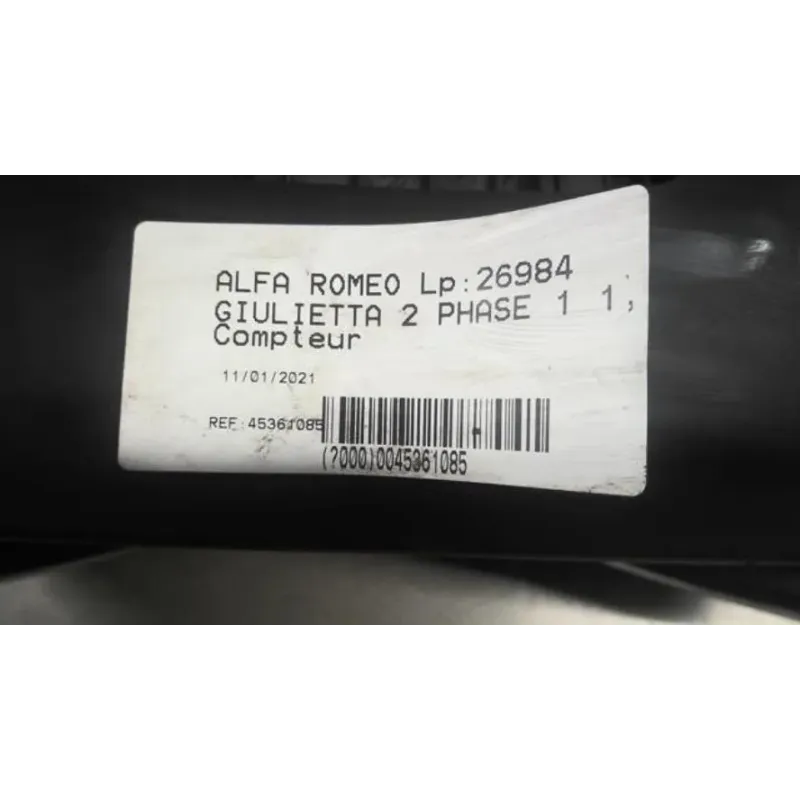 ALFA ROMEO Lp:26984
GIULIETTA 2 PHASE 1 1,
Compteur
11/01/2021
REF:45361085
(?000)0045361085